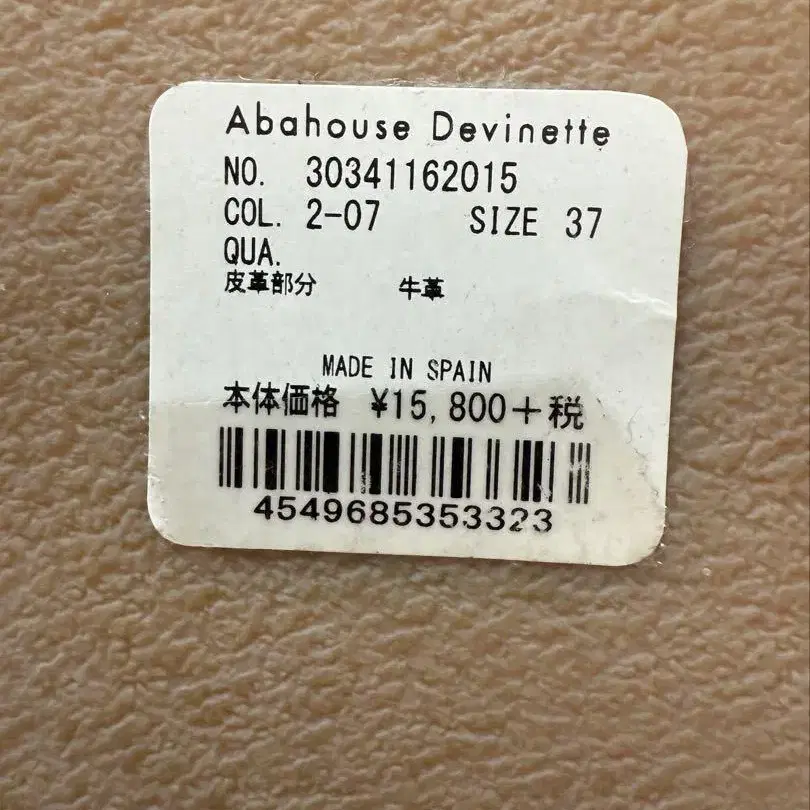 Abahouse Devinette
NO. 30341162015
COL. 2-07 SIZE 37
QUA.
皮革部分 牛革
MADE IN SPAIN
本体価格 ¥15,800+税
4549685353323